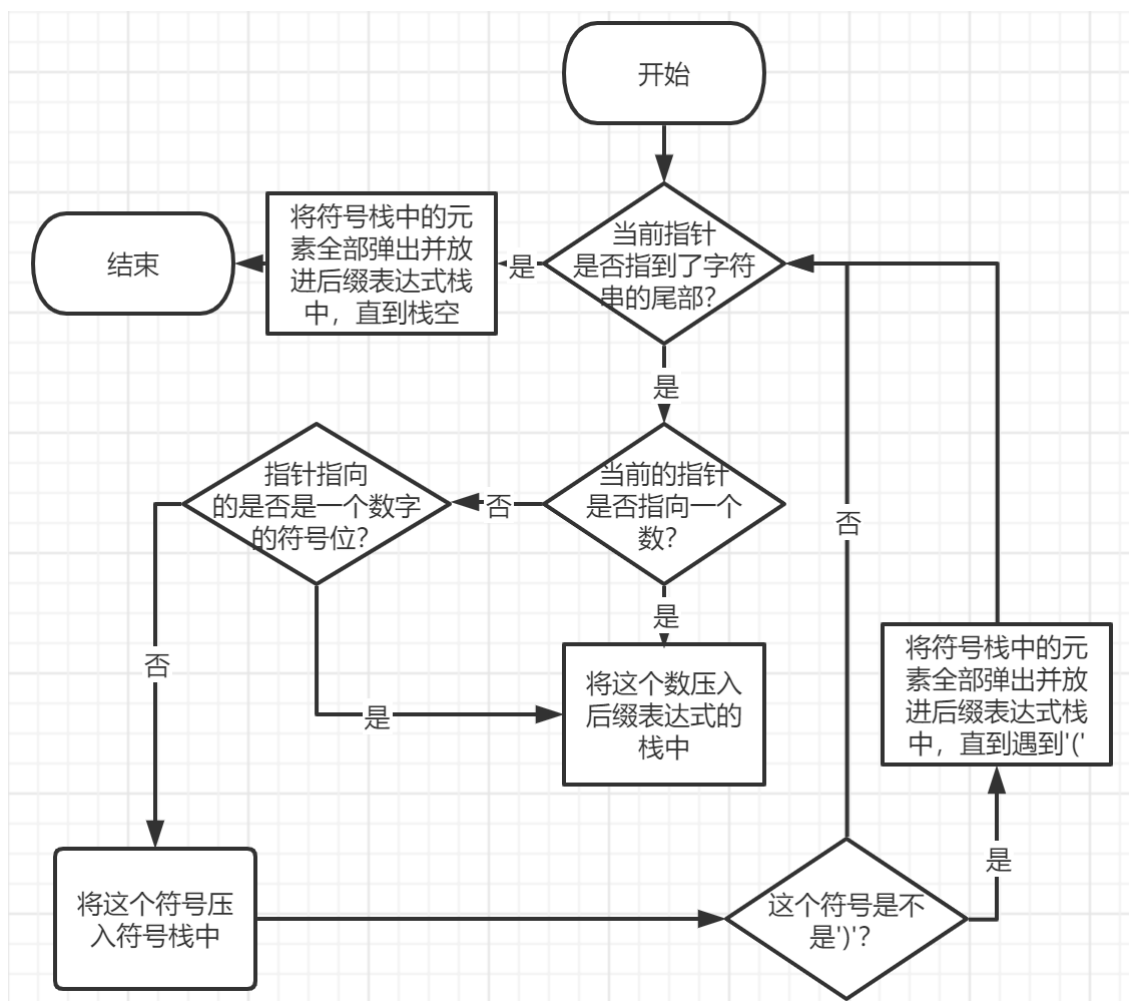 开始
将符号栈中的元
素全部弹出并放
进后缀表达式栈
中，直到栈空
结束
是
当前指针
是否指到了字符
串的尾部？
是
指针指向
的是否是一个数字
的符号位？
否
当前的指针
是否指向一个
数？
否
是
将这个数压入
后缀表达式的
栈中
是
否
将符号栈中的元
素全部弹出并放
进后缀表达式栈
中，直到遇到'('
是
将这个符号压
入符号栈中
这个符号是不
是')'？